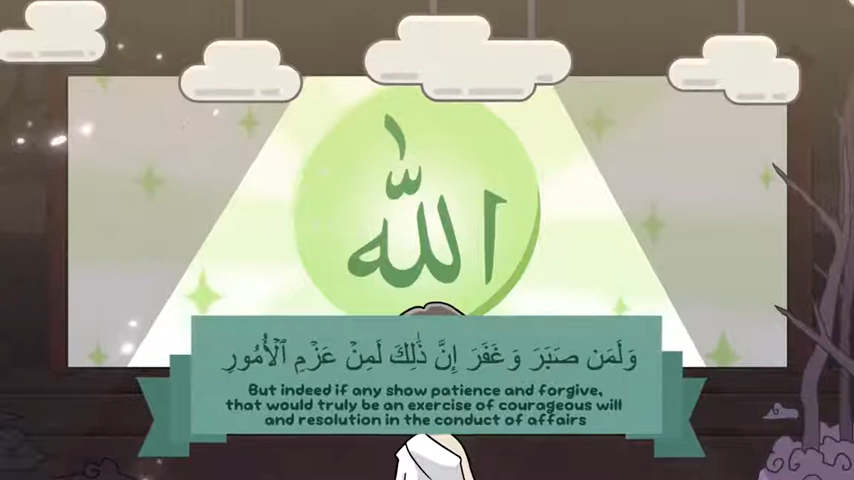 الله
وَلَمَن صَبَرَ وَغَفَرَ إِنَّ ذَٰلِكَ لَمِنْ عَزْمِ ٱلْأُمُورِ
But indeed if any show patience and forgive,
that would truly be an exercise of courageous will
and resolution in the conduct of affairs